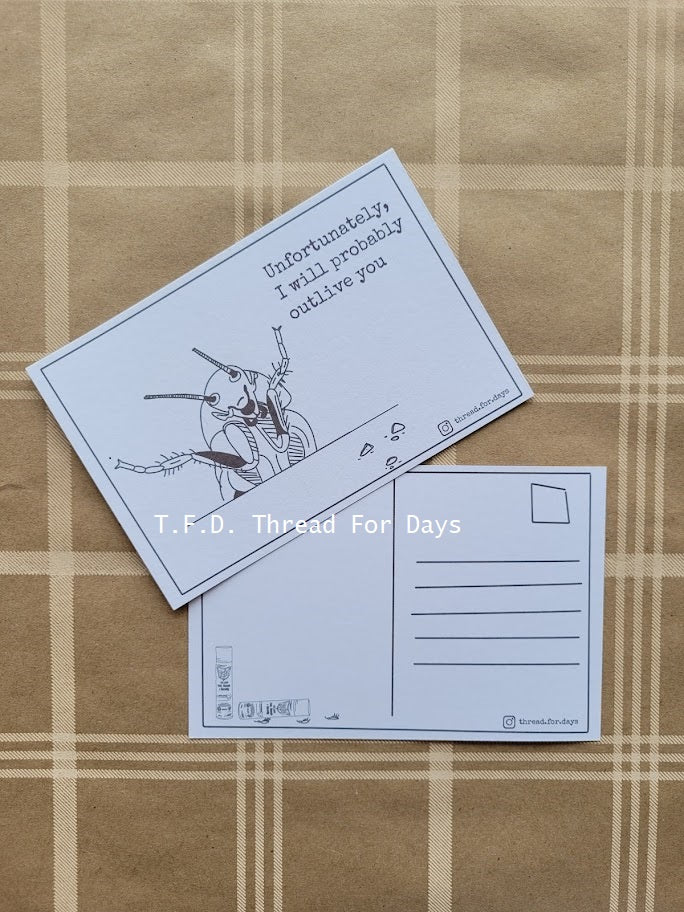 Unfortunately,
I will probably
outlive you
thread.for.days
T.F.D. Thread For Days
thread.for.days